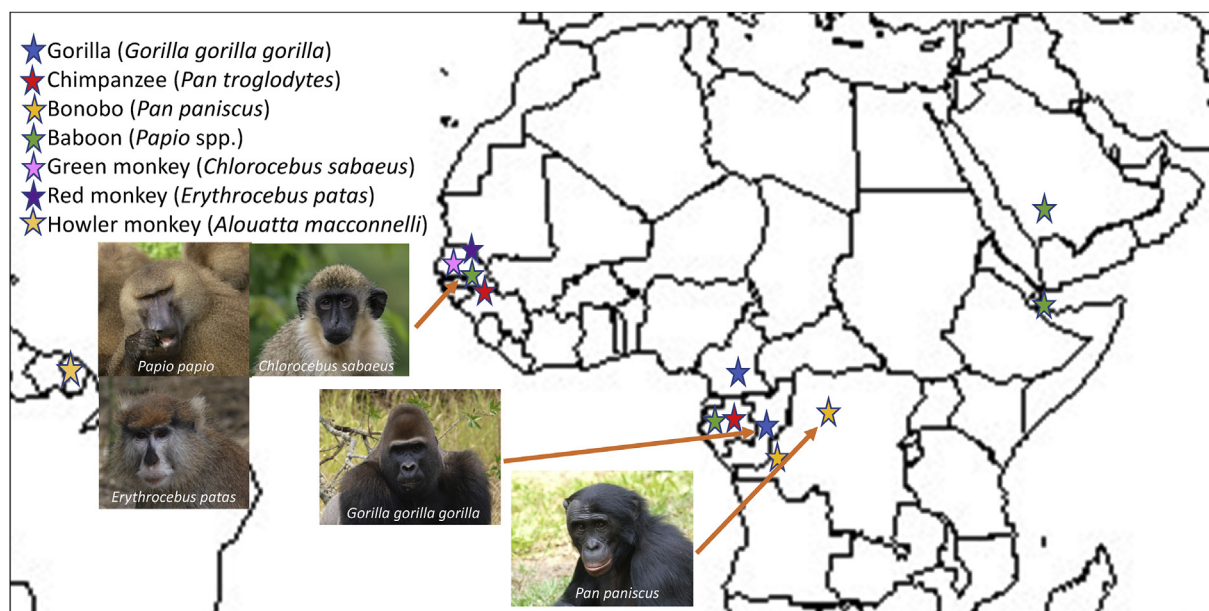 Gorilla (Gorilla gorilla gorilla)
Chimpanzee (Pan troglodytes)
Bonobo (Pan paniscus)
Baboon (Papio spp.)
Green monkey (Chlorocebus sabaeus)
Red monkey (Erythrocebus patas)
Howler monkey (Alouatta macconnelli)
Papio papio
Chlorocebus sabaeus
Erythrocebus patas
Gorilla gorilla gorilla
Pan paniscus